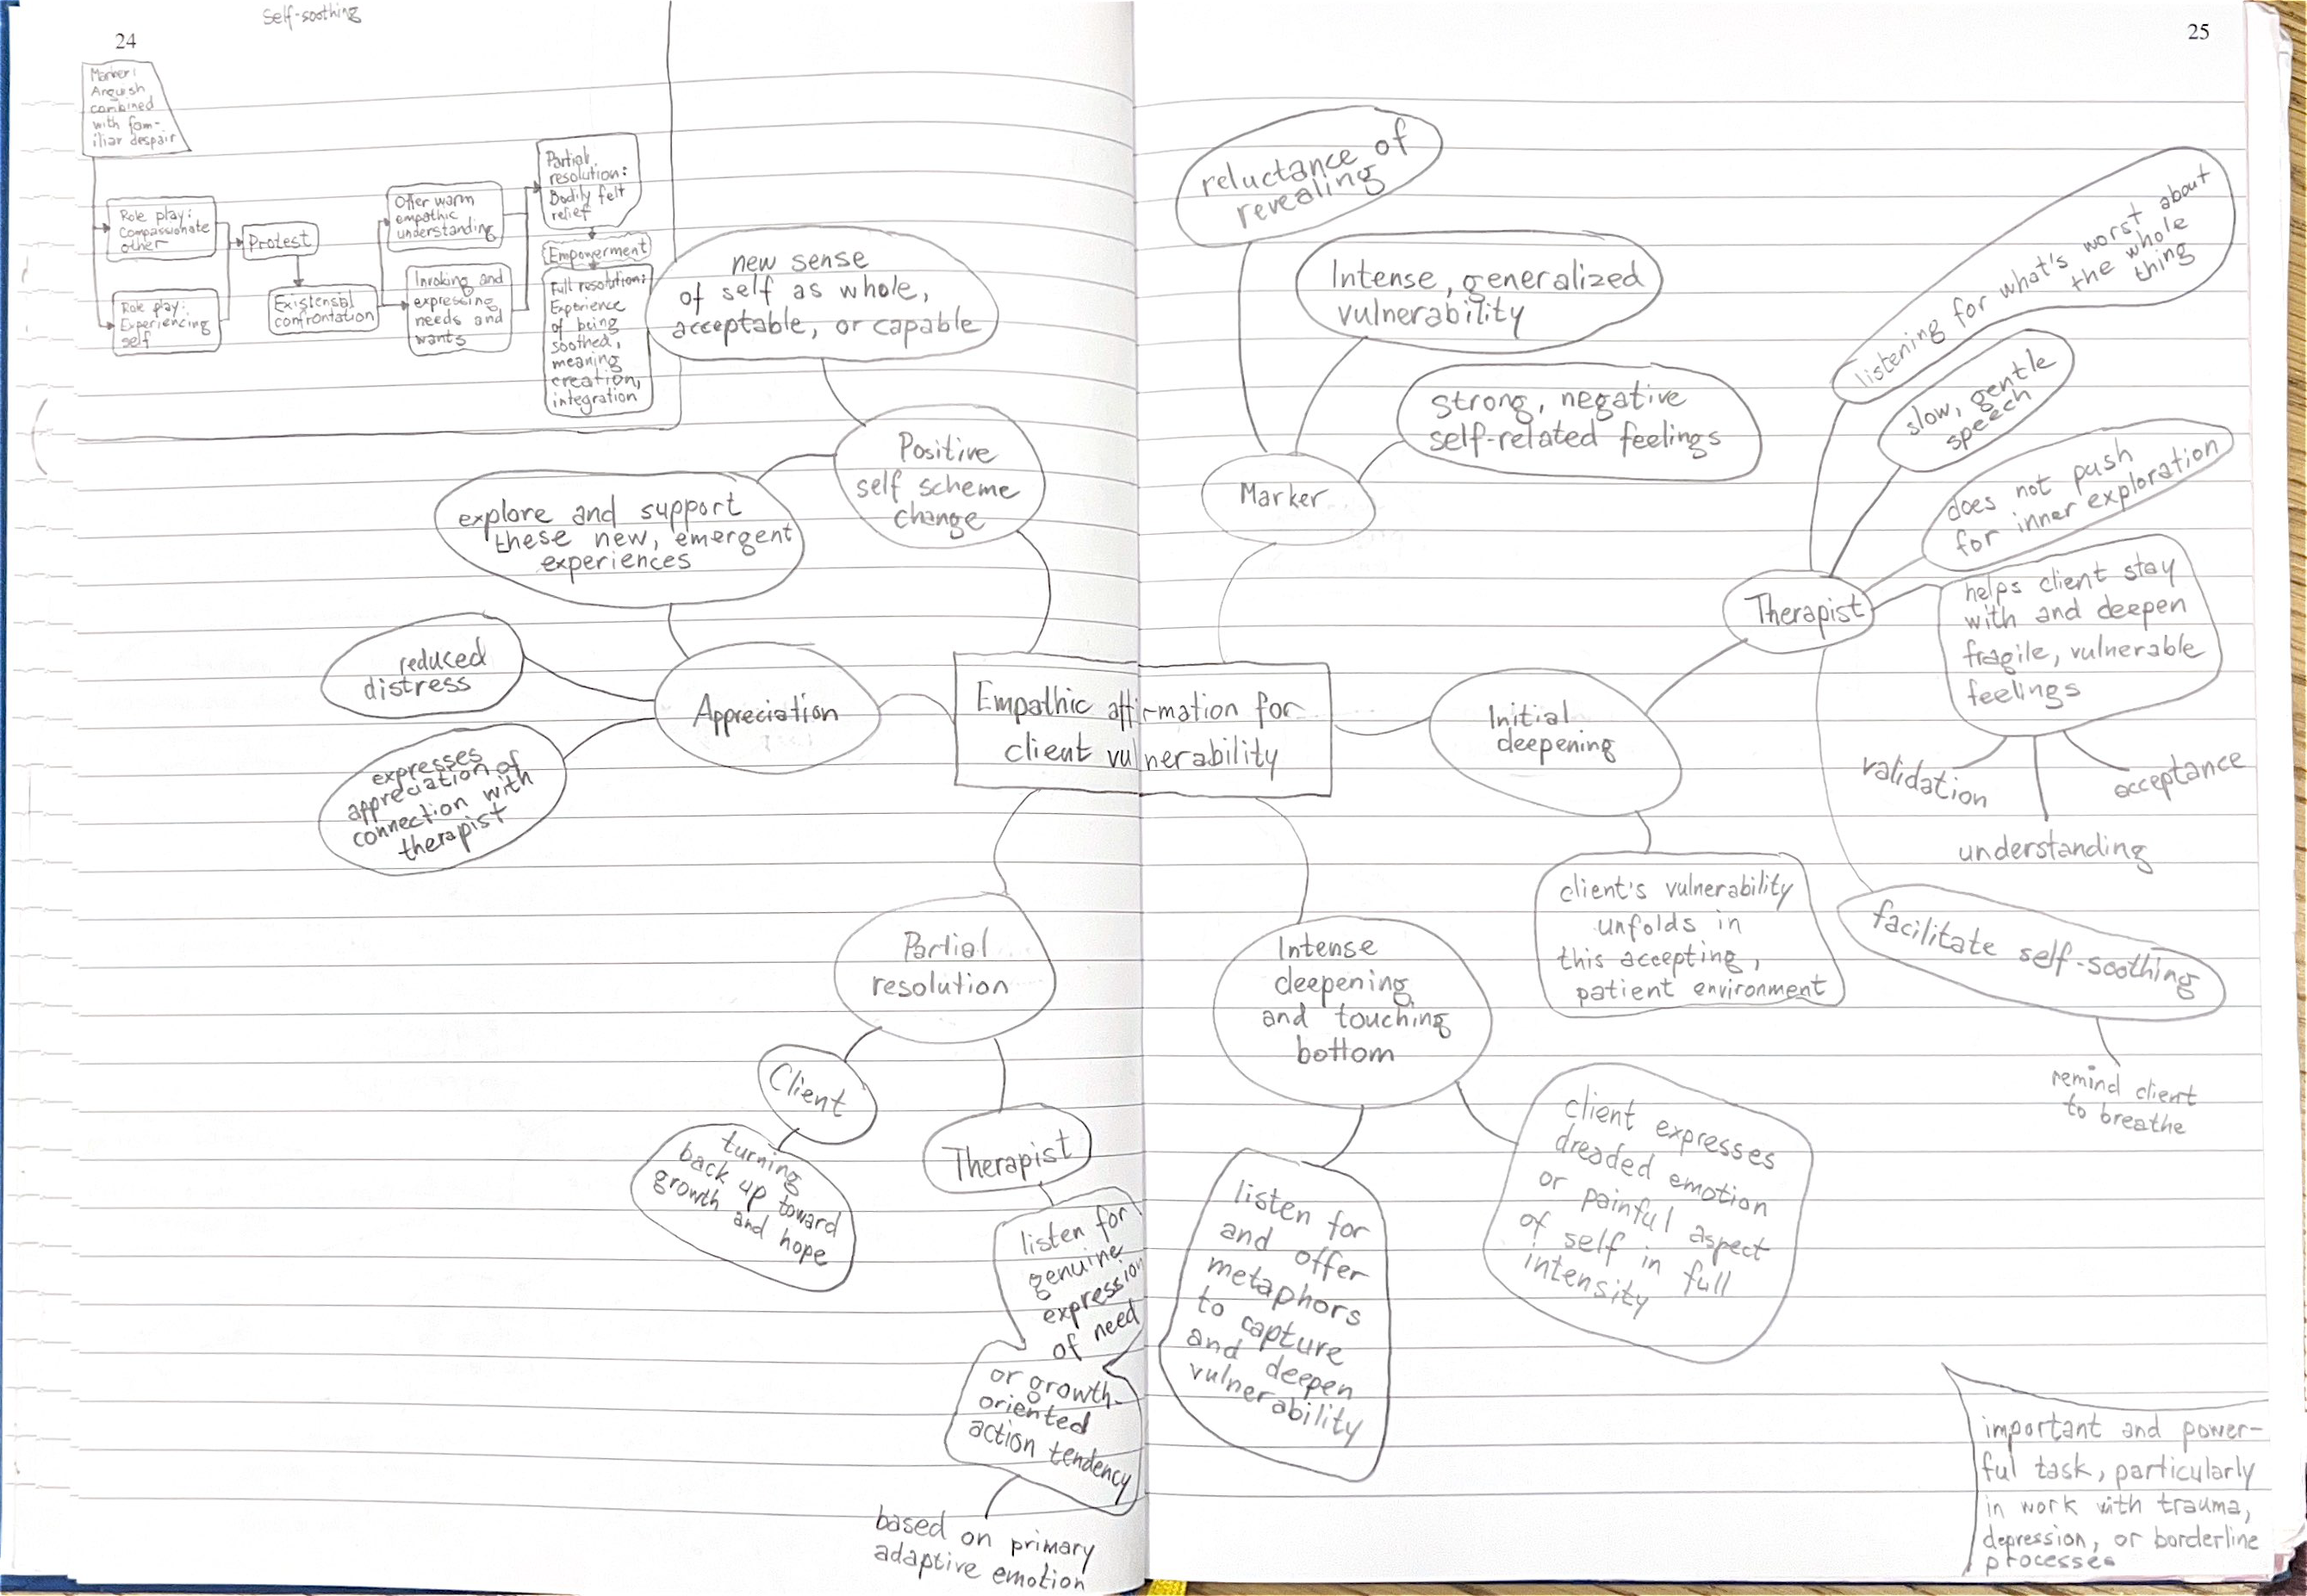 Self-soothing
24
Marker:
Anguish
combined
with fam-
iliar despair
Role play:
Compassionate
other
Role play:
Experiencing
self
Protest
Existensial
confrontation
Offer warm
empathic
understanding
Invoking and
expressing
needs and
wants
Partial
resolution:
Bodily felt
relief
Empowerment
Full resolution:
Experience
of being
soothed,
meaning
creation,
integration
new sense
of self as whole,
acceptable, or capable
Positive
self scheme
change
explore and support
these new, emergent
experiences
reduced
distress
Appreciation
expresses
appreciation of
connection with
therapist
Empathic affirmation for
client vulnerability
Partial
resolution
Client
turning
back up toward
growth and hope
Therapist
listen for
genuine
expression
of need
or growth-
oriented
action tendency
based on primary
adaptive emotion
25
reluctance of
revealing
Intense, generalized
vulnerability
strong, negative
self-related feelings
Marker
listening for what's worst about
the whole
thing
slow, gentle
speech
does not push
for inner exploration
Therapist
helps client stay
with and deepen
fragile, vulnerable
feelings
validation
understanding
acceptance
Initial
deepening
client's vulnerability
unfolds in
this accepting,
patient environment
facilitate self-soothing
remind client
to breathe
Intense
deepening
and touching
bottom
listen for
and offer
metaphors
to capture
and deepen
vulnerability
client expresses
dreaded emotion
or painful aspect
of self in full
intensity
important and power-
ful task, particularly
in work with trauma,
depression, or borderline
processes